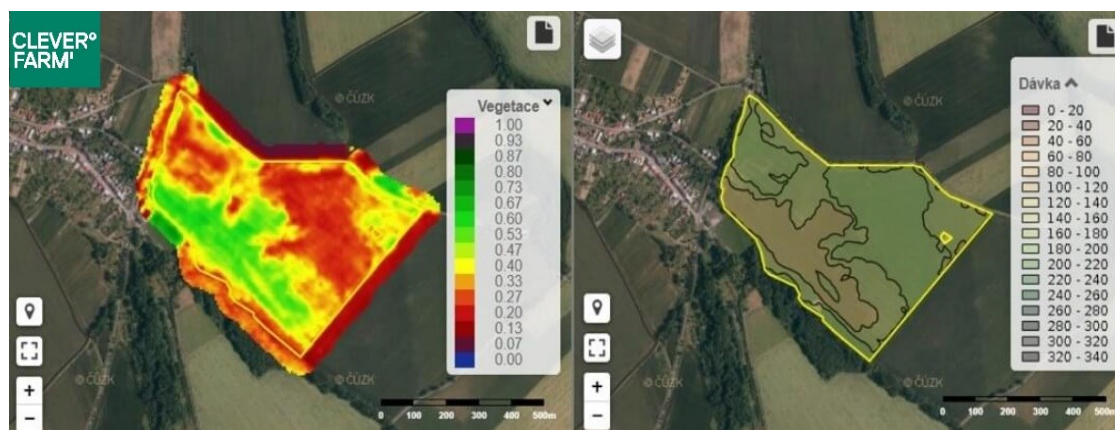 CLEVER°
FARM'
© ČÚZK
Vegetace
1.00
0.93
0.87
0.80
0.73
0.67
0.60
0.53
0.47
0.40
0.33
0.27
0.20
0.13
0.07
0.00
© ČÚZK
+
−
0 100 200 300 400 500m
© ČÚZK
Dávka
0 - 20
20 - 40
40 - 60
60 - 80
80 - 100
100 - 120
120 - 140
140 - 160
160 - 180
180 - 200
200 - 220
220 - 240
240 - 260
260 - 280
280 - 300
300 - 320
320 - 340
© ČÚZK
+
−
0 100 200 300 400 500m